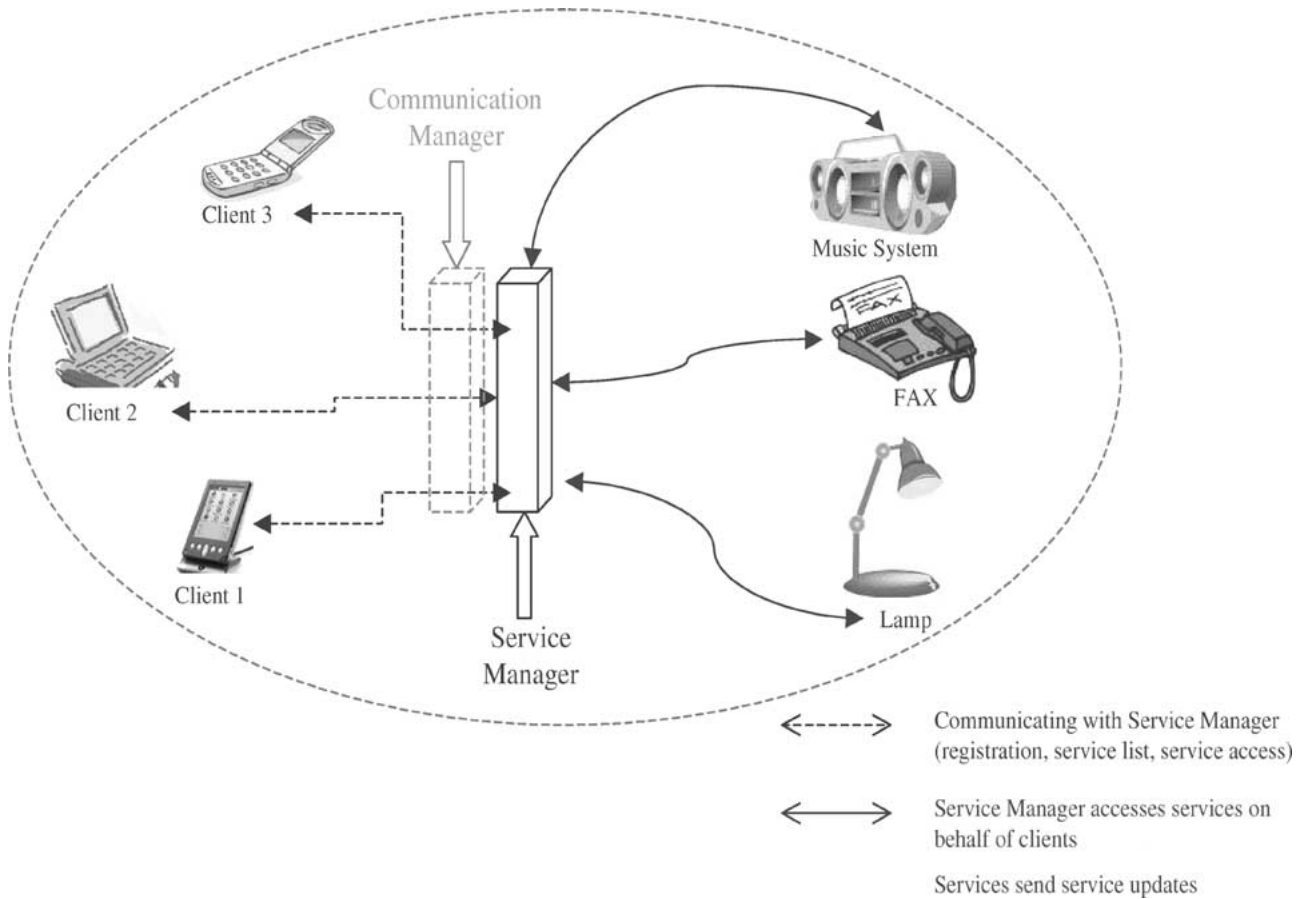 Communication
Manager
Client 3
Music System
FAX
Client 2
FAX
Client 1
Lamp
Service
Manager
Communicating with Service Manager
(registration, service list, service access)
Service Manager accesses services on
behalf of clients
Services send service updates